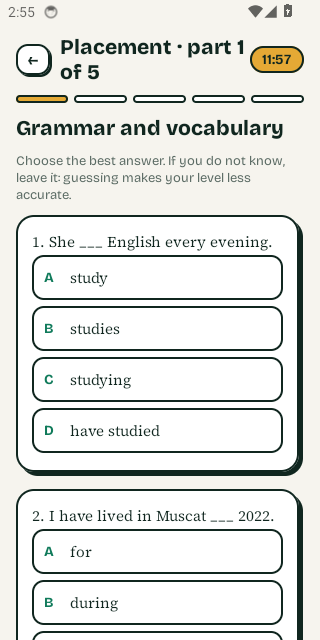 2:55
← Placement · part 1 of 5 11:57
Grammar and vocabulary
Choose the best answer. If you do not know,
leave it: guessing makes your level less
accurate.
1. She ___ English every evening.
A study
B studies
C studying
D have studied
2. I have lived in Muscat ___ 2022.
A for
B during